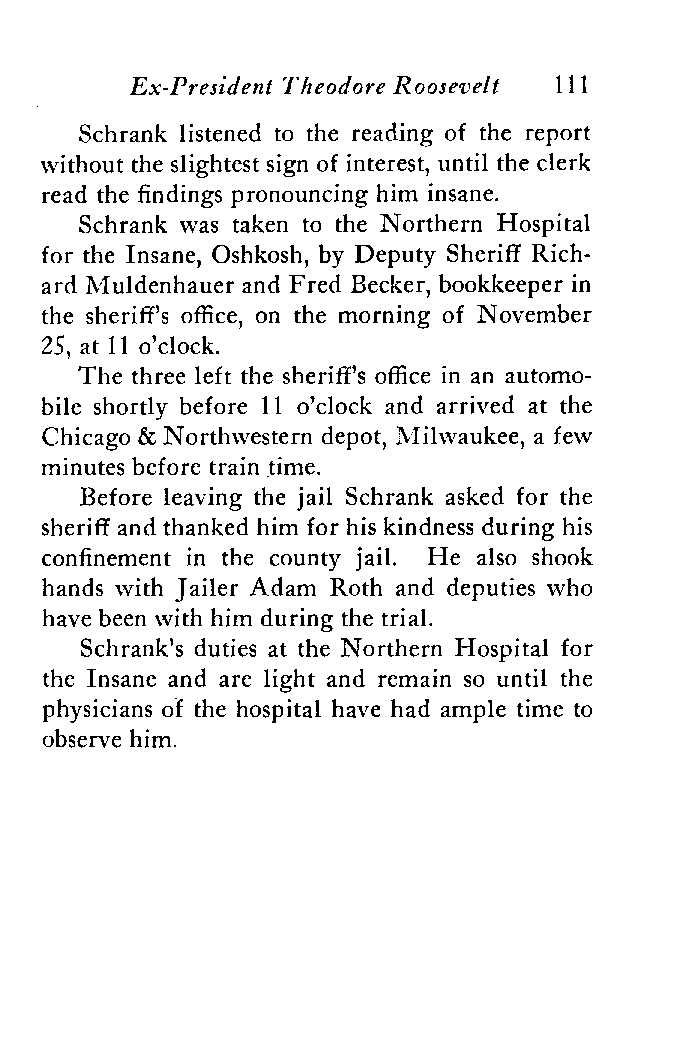 Ex-President Theodore Roosevelt 111
Schrank listened to the reading of the report
without the slightest sign of interest, until the clerk
read the findings pronouncing him insane.
Schrank was taken to the Northern Hospital
for the Insane, Oshkosh, by Deputy Sheriff Rich-
ard Muldenhauer and Fred Becker, bookkeeper in
the sheriff's office, on the morning of November
25, at 11 o'clock.
The three left the sheriff's office in an automo-
bile shortly before 11 o'clock and arrived at the
Chicago & Northwestern depot, Milwaukee, a few
minutes before train time.
Before leaving the jail Schrank asked for the
sheriff and thanked him for his kindness during his
confinement in the county jail. He also shook
hands with Jailer Adam Roth and deputies who
have been with him during the trial.
Schrank's duties at the Northern Hospital for
the Insane and are light and remain so until the
physicians of the hospital have had ample time to
observe him.